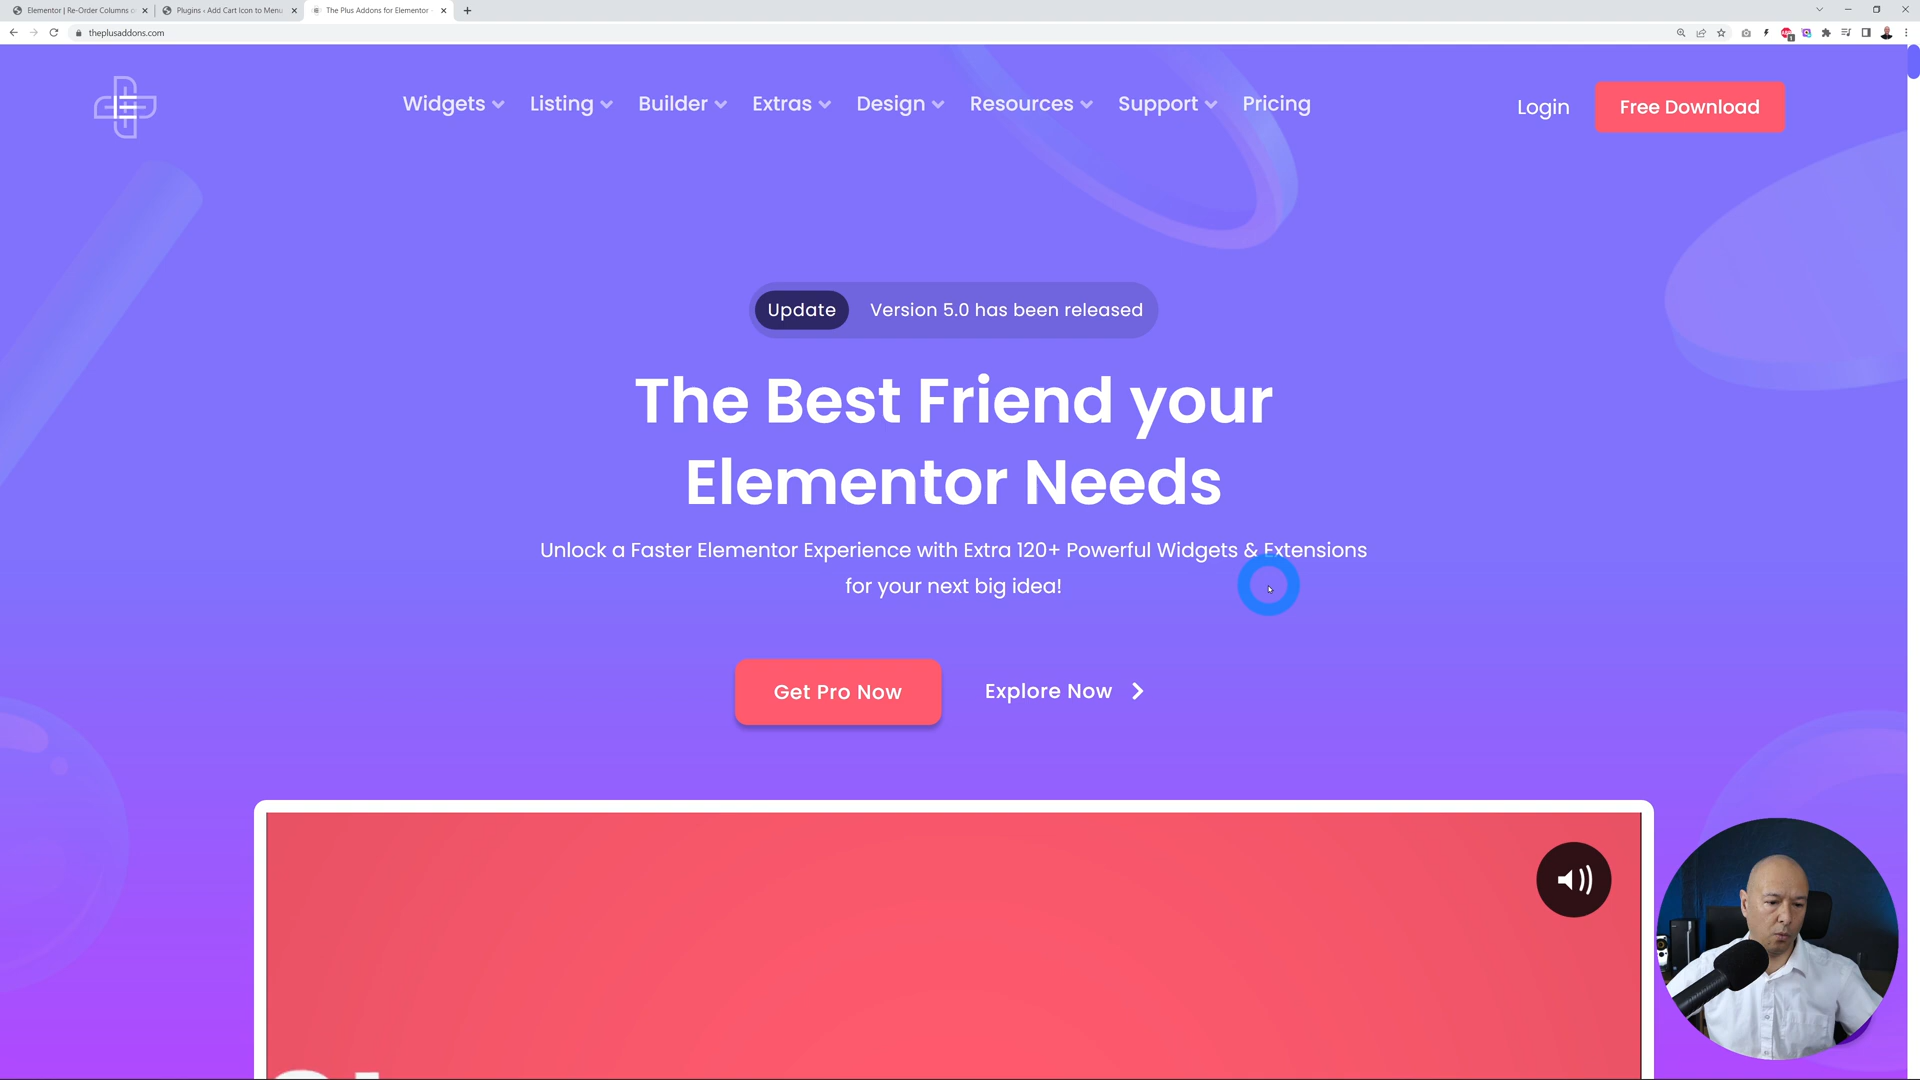 Elementor | Re-Order Columns o
Plugins ‹ Add Cart Icon to Menu
The Plus Addons for Elementor
theplusaddons.com
Widgets Listing Builder Extras Design Resources Support Pricing
Login
Free Download
Update Version 5.0 has been released
The Best Friend your
Elementor Needs
Unlock a Faster Elementor Experience with Extra 120+ Powerful Widgets & Extensions
for your next big idea!
Get Pro Now
Explore Now